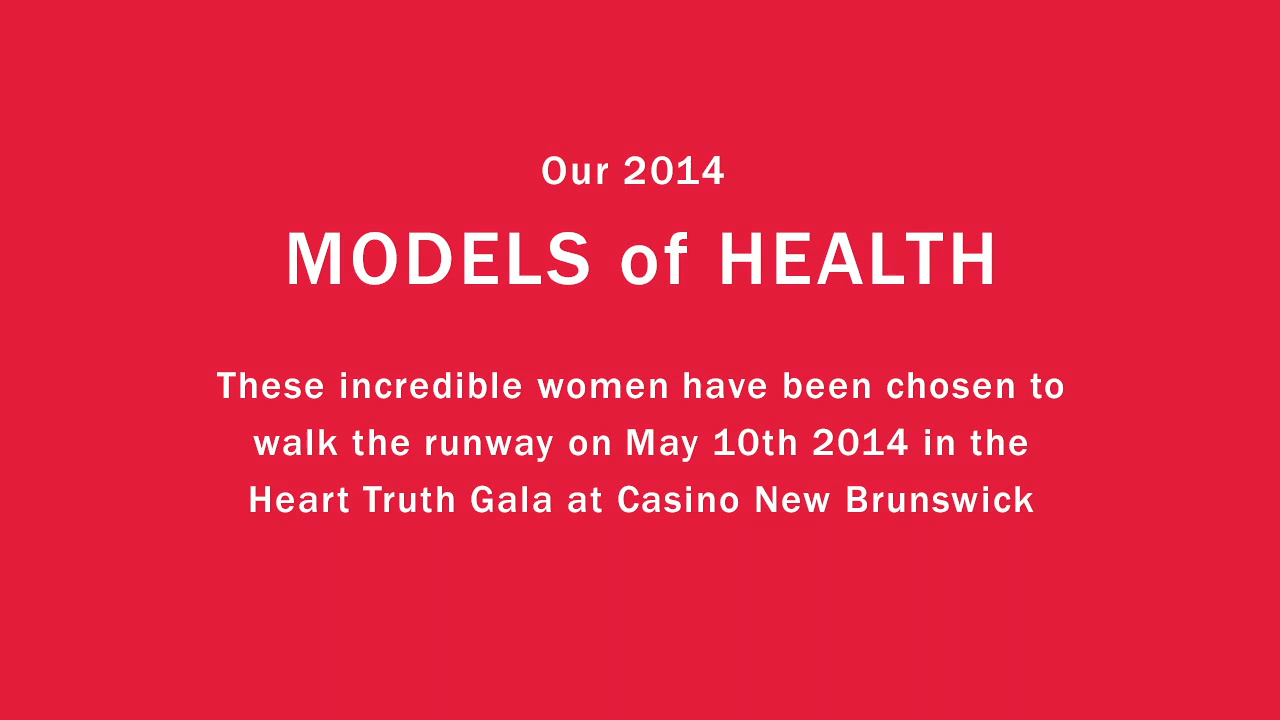 Our 2014
MODELS of HEALTH
These incredible women have been chosen to
walk the runway on May 10th 2014 in the
Heart Truth Gala at Casino New Brunswick